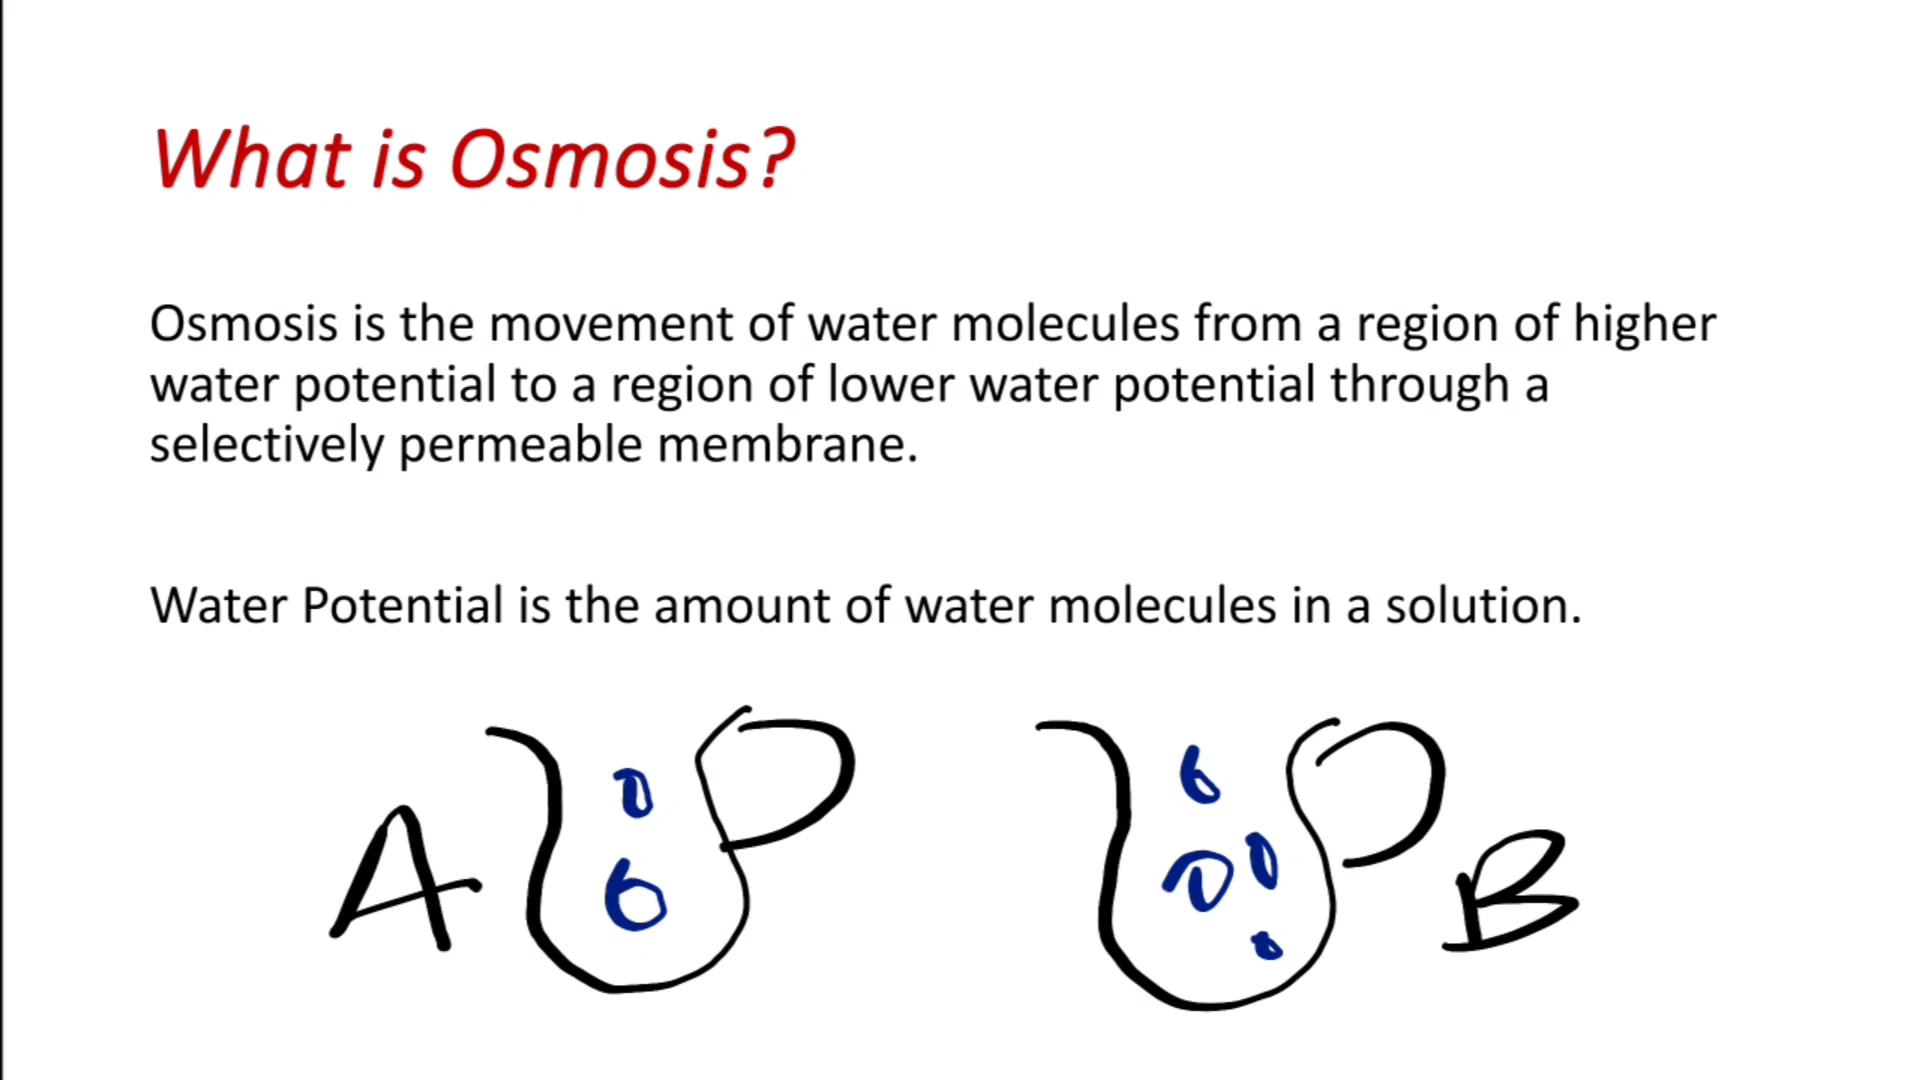 What is Osmosis?
Osmosis is the movement of water molecules from a region of higher
water potential to a region of lower water potential through a
selectively permeable membrane.
Water Potential is the amount of water molecules in a solution.
A
B